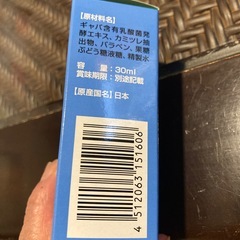 【原材料名】
ギャバ含有乳酸菌発
酵エキス、カミツレ抽
出物、パラベン、果糖
ぶどう糖液糖、精製水
容　量：30ml
賞味期限：別途記載
【原産国名】日本
4 512063 151606